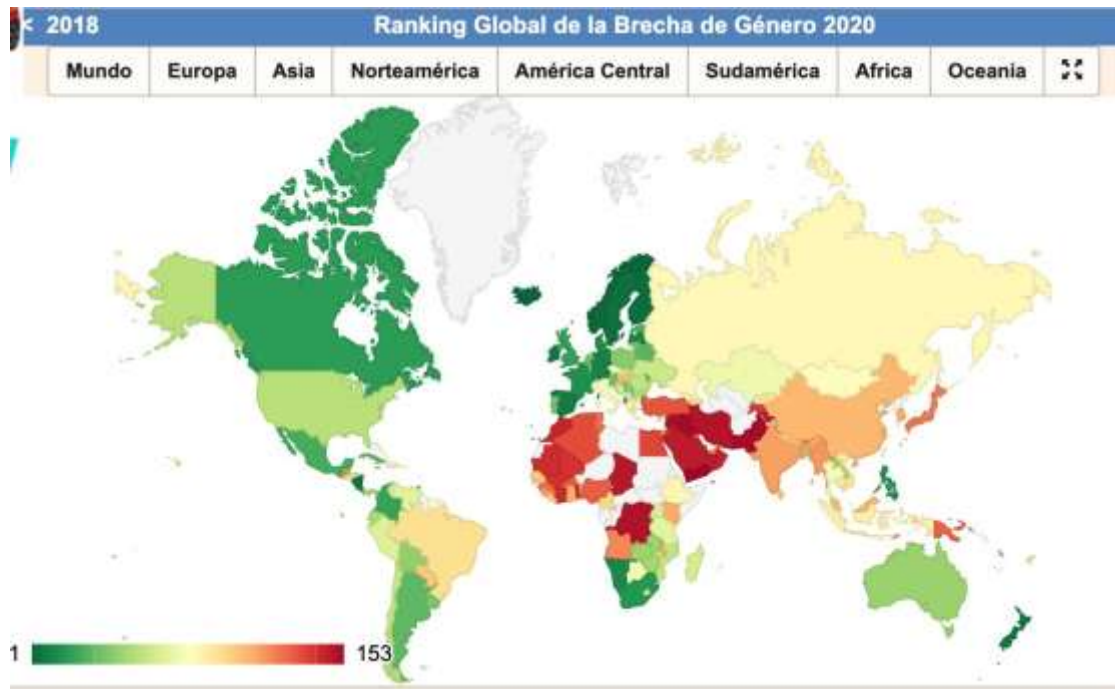 < 2018 Ranking Global de la Brecha de Género 2020
Mundo Europa Asia Norteamérica América Central Sudamérica Africa Oceania
1 153